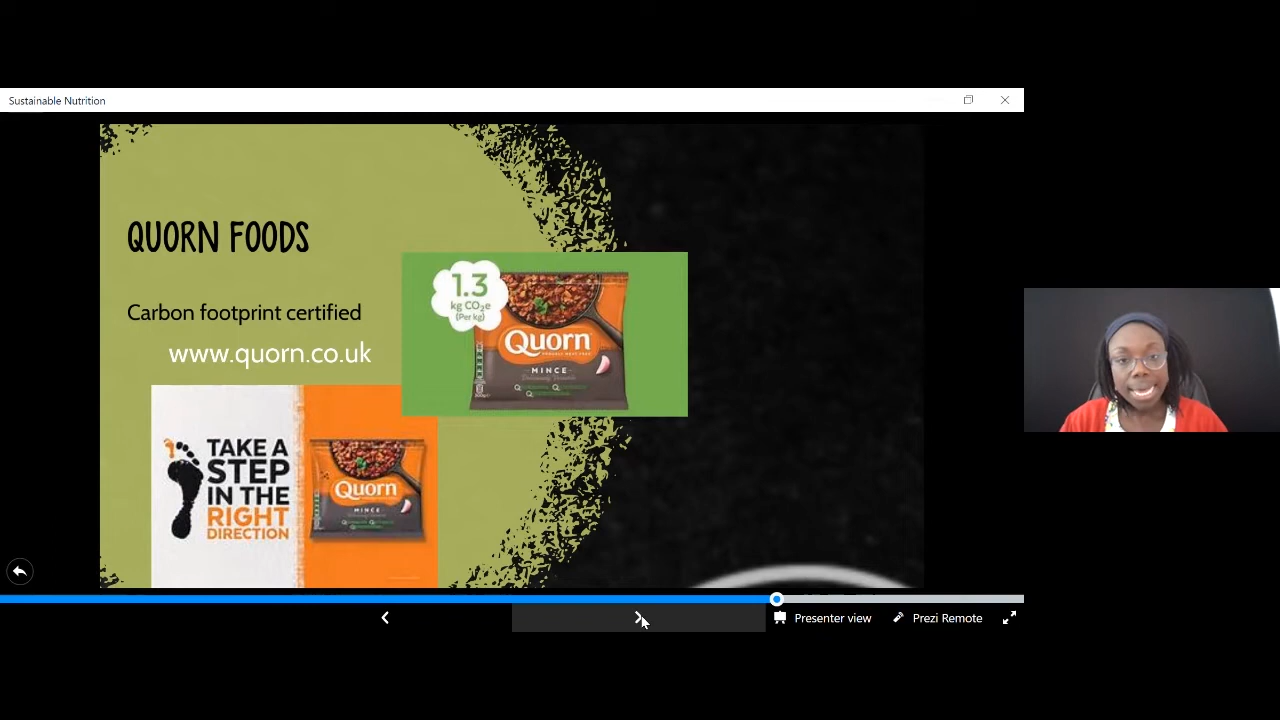 Sustainable Nutrition
QUORN FOODS
Carbon footprint certified
www.quorn.co.uk
1.3
kg CO₂e
(Per kg)
Quorn
MINCE
TAKE A
STEP
IN THE
RIGHT
DIRECTION
Quorn
MINCE
Presenter view
Prezi Remote